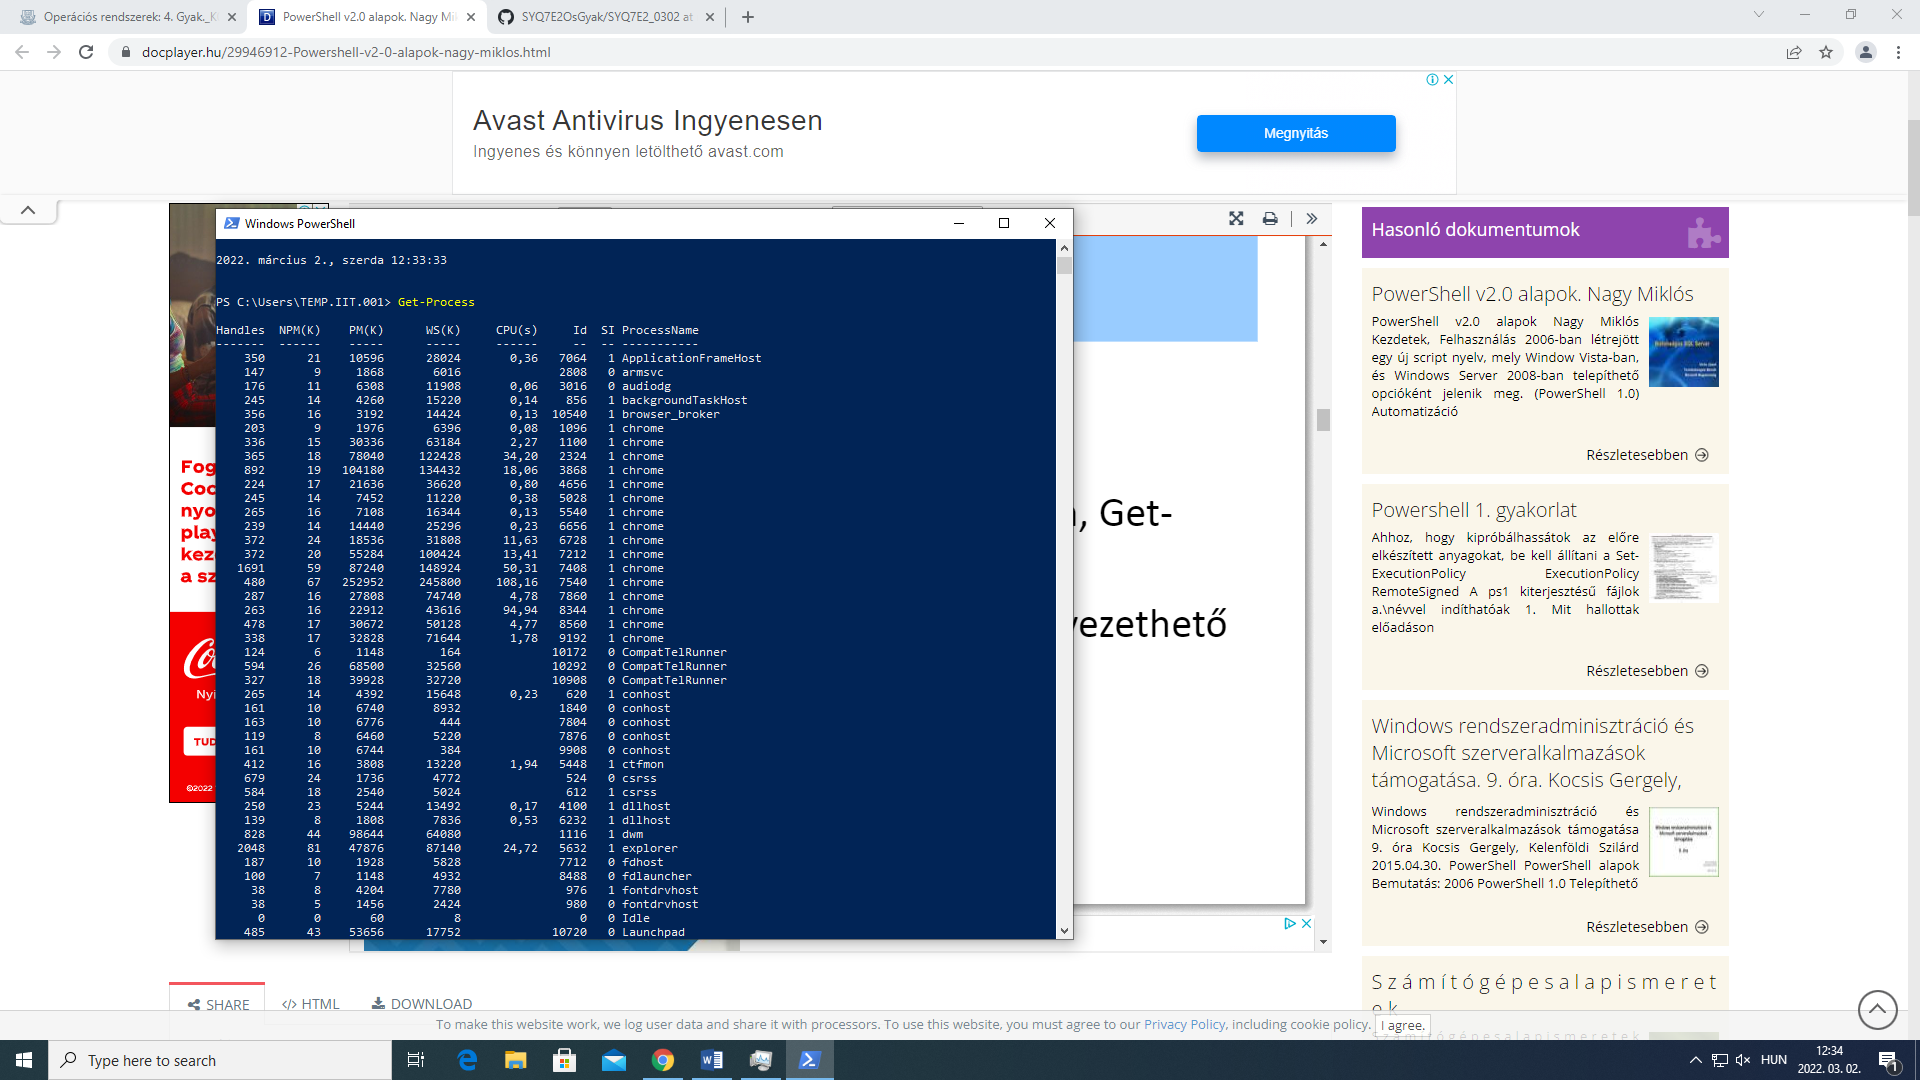 Operációs rendszerek: 4. Gyak._K
PowerShell v2.0 alapok. Nagy Mi
SYQ7E2OsGyak/SYQ7E2_0302 at
docplayer.hu/29946912-Powershell-v2-0-alapok-nagy-miklos.html
Avast Antivirus Ingyenesen
Ingyenes és könnyen letölthető avast.com
Megnyitás
Windows PowerShell
2022. március 2., szerda 12:33:33
PS C:\Users\TEMP.IIT.001> Get-Process
Handles NPM(K) PM(K) WS(K) CPU(s) Id SI ProcessName
------- ------ ----- ----- ------ -- -- -----------
350 21 10596 28024 0,36 7064 1 ApplicationFrameHost
147 9 1868 6016 2808 0 armsvc
176 11 6308 11908 0,06 3016 0 audiodg
245 14 4260 15220 0,14 856 1 backgroundTaskHost
356 16 3192 14424 0,13 10540 1 browser_broker
203 9 1976 6396 0,08 1096 1 chrome
336 15 30336 63184 2,27 1100 1 chrome
365 18 78040 122428 34,20 2324 1 chrome
892 19 104180 134432 18,06 3868 1 chrome
224 17 21636 36620 0,80 4656 1 chrome
245 14 7452 11220 0,38 5028 1 chrome
265 16 7108 16344 0,13 5540 1 chrome
239 14 14440 25296 0,23 6656 1 chrome
372 24 18536 31808 11,63 6728 1 chrome
372 20 55284 100424 13,41 7212 1 chrome
1691 59 87240 148924 50,31 7408 1 chrome
480 67 252952 245800 108,16 7540 1 chrome
287 16 27808 74740 4,78 7860 1 chrome
263 16 22912 43616 94,94 8344 1 chrome
478 17 30672 50128 4,77 8560 1 chrome
338 17 32828 71644 1,78 9192 1 chrome
124 6 1148 164 10172 0 CompatTelRunner
594 26 68500 32560 10292 0 CompatTelRunner
327 18 39928 32720 10908 0 CompatTelRunner
265 14 4392 15648 0,23 620 1 conhost
161 10 6740 8932 1840 0 conhost
163 10 6776 444 7804 0 conhost
119 8 6460 5220 7876 0 conhost
161 10 6744 384 9908 0 conhost
412 16 3808 13220 1,94 5448 1 ctfmon
679 24 1736 4772 524 0 csrss
584 18 2540 5024 612 1 csrss
250 23 5244 13492 0,17 4100 1 dllhost
139 8 1808 7836 0,53 6232 1 dllhost
828 44 98644 64080 1116 1 dwm
2048 81 47876 87140 24,72 5632 1 explorer
187 10 1928 5828 7712 0 fdhost
100 7 1148 4932 8488 0 fdlauncher
38 8 4204 7780 976 1 fontdrvhost
38 5 1456 2424 980 0 fontdrvhost
0 0 60 8 0 0 Idle
485 43 53656 17752 10720 0 Launchpad
Fog
Coc
nyo
play
kez
a sz
Coc
Nyi
TUD
©2022
, Get-
vezethető
Hasonló dokumentumok
PowerShell v2.0 alapok. Nagy Miklós
PowerShell v2.0 alapok Nagy Miklós
Kezdetek, Felhasználás 2006-ban létrejött
egy új script nyelv, mely Window Vista-ban,
és Windows Server 2008-ban telepíthető
opcióként jelenik meg. (PowerShell 1.0)
Automatizáció
Részletesebben
Powershell 1. gyakorlat
Ahhoz, hogy kipróbálhassátok az előre
elkészített anyagokat, be kell állítani a Set-
ExecutionPolicy ExecutionPolicy
RemoteSigned A ps1 kiterjesztésű fájlok
a.\névvel indíthatóak 1. Mit hallottak
előadáson
Részletesebben
Windows rendszeradminisztráció és
Microsoft szerveralkalmazások
támogatása. 9. óra. Kocsis Gergely,
Windows rendszeradminisztráció és
Microsoft szerveralkalmazások támogatása
9. óra Kocsis Gergely, Kelenföldi Szilárd
2015.04.30. PowerShell PowerShell alapok
Bemutatás: 2006 PowerShell 1.0 Telepíthető
Részletesebben
S z á m í t ó g é p e s a l a p i s m e r e t
e k
SHARE
HTML
DOWNLOAD
To make this website work, we log user data and share it with processors. To use this website, you must agree to our Privacy Policy, including cookie policy.
I agree.
Type here to search
HUN
12:34
2022. 03. 02.
1